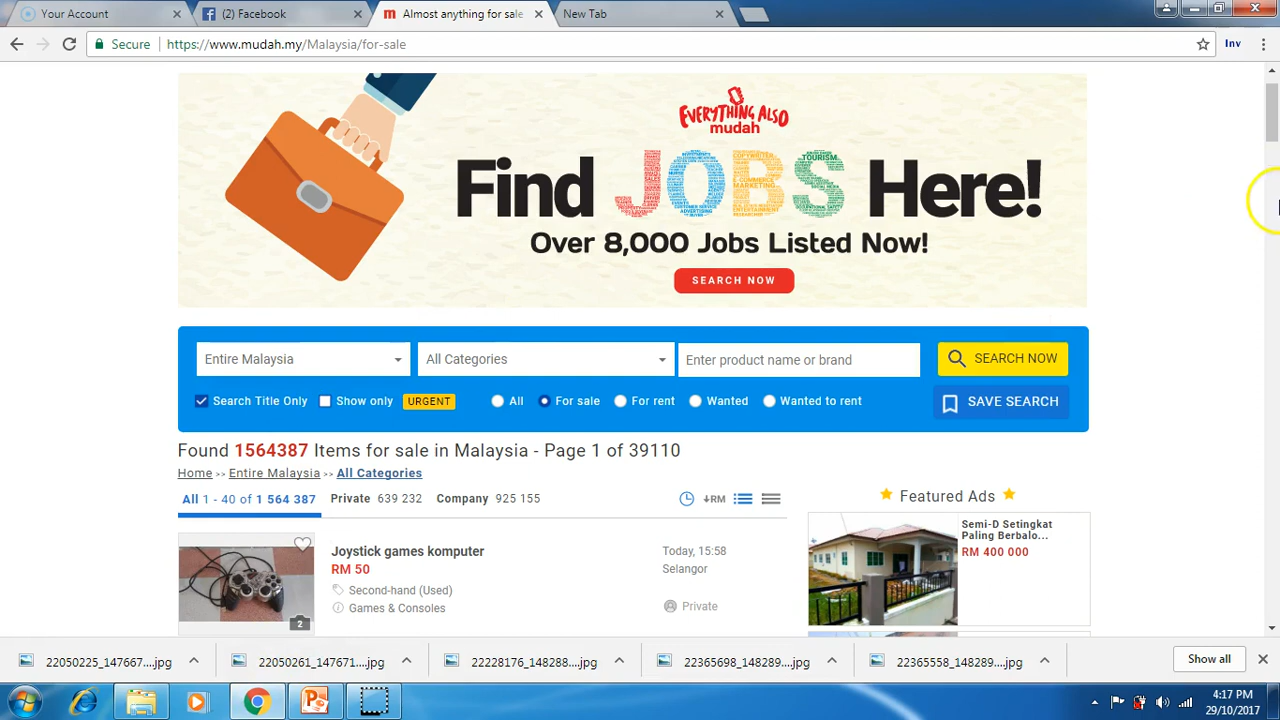 Your Account
(2) Facebook
Almost anything for sale
New Tab
Secure
https://www.mudah.my/Malaysia/for-sale
Inv
EVERYTHING ALSO
mudah
Find JOBS Here!
Over 8,000 Jobs Listed Now!
SEARCH NOW
Entire Malaysia
All Categories
Enter product name or brand
SEARCH NOW
Search Title Only
Show only
URGENT
All
For sale
For rent
Wanted
Wanted to rent
SAVE SEARCH
Found 1564387 Items for sale in Malaysia - Page 1 of 39110
Home >> Entire Malaysia >> All Categories
All 1 - 40 of 1 564 387
Private 639 232
Company 925 155
RM
Featured Ads
Joystick games komputer
RM 50
Second-hand (Used)
Games & Consoles
2
Today, 15:58
Selangor
Private
Semi-D Setingkat
Paling Berbalo...
RM 400 000
22050225_147667....jpg
22050261_147671....jpg
22228176_148288....jpg
22365698_148289....jpg
22365558_148289....jpg
Show all
4:17 PM
29/10/2017